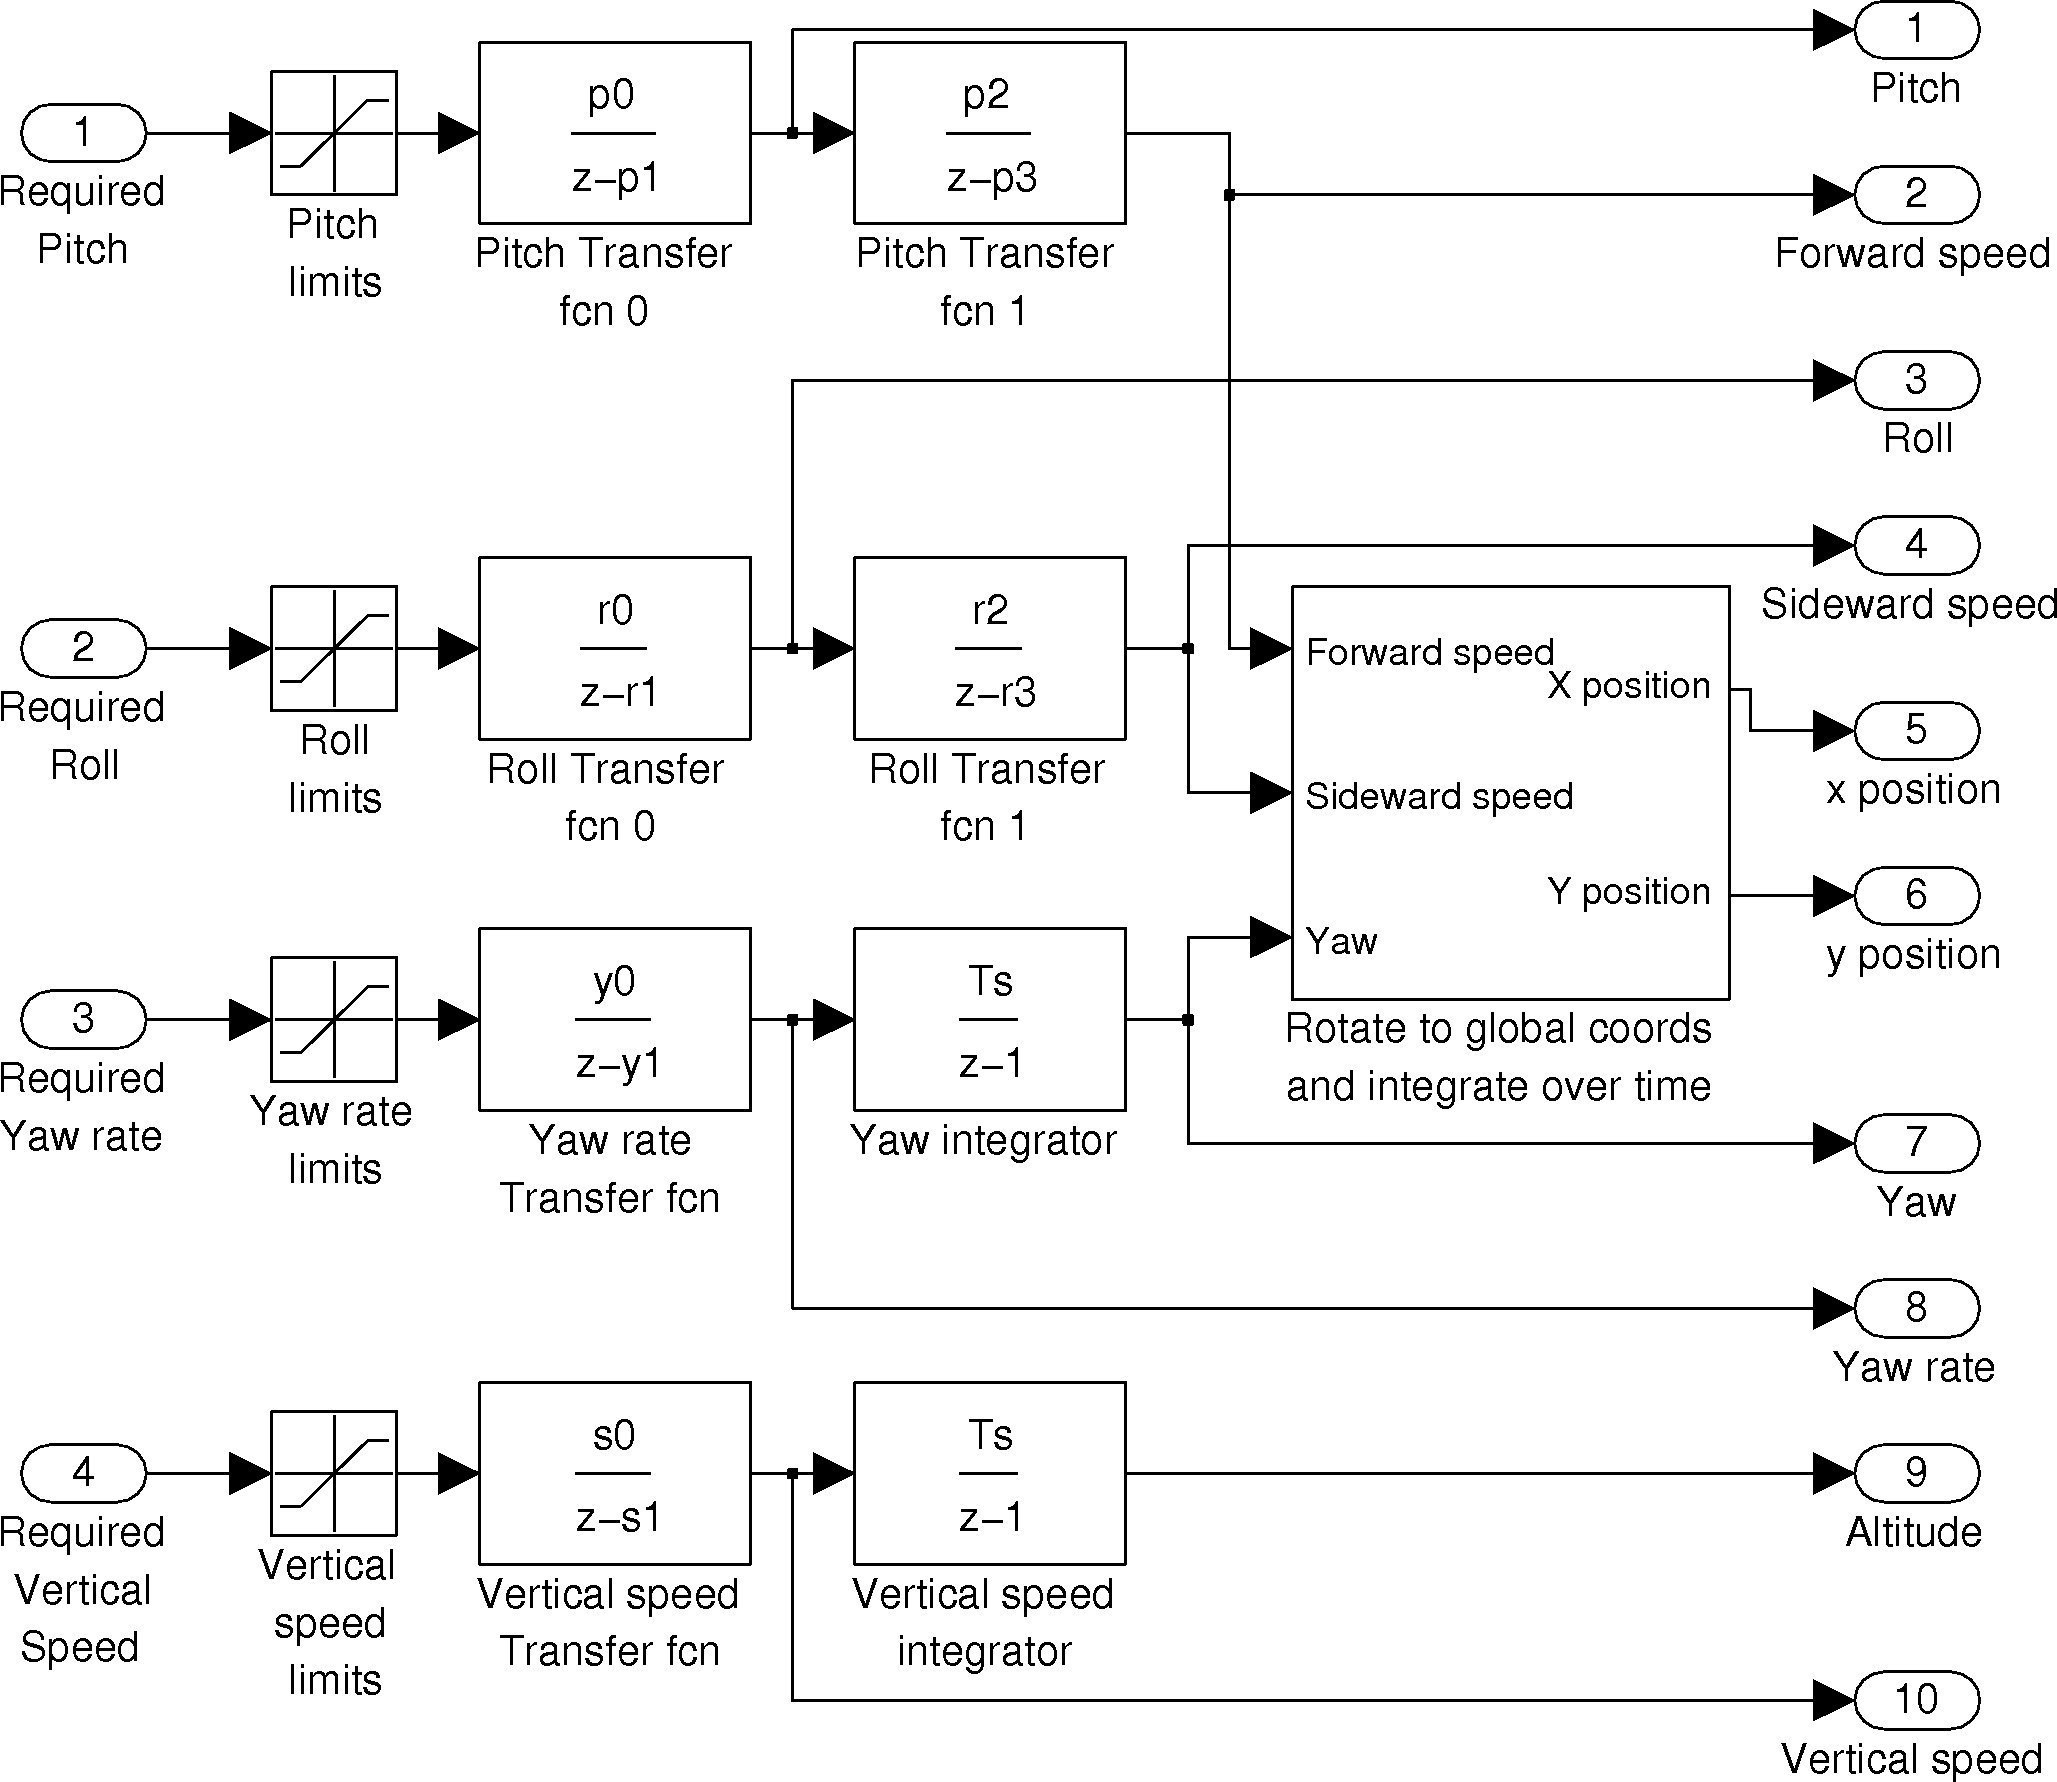 1
Pitch
1
Required
Pitch
Pitch
limits
p0
z−p1
Pitch Transfer
fcn 0
p2
z−p3
Pitch Transfer
fcn 1
2
Forward speed
3
Roll
2
Required
Roll
Roll
limits
r0
z−r1
Roll Transfer
fcn 0
r2
z−r3
Roll Transfer
fcn 1
4
Sideward speed
Forward speed
X position
Sideward speed
Y position
Yaw
Rotate to global coords
and integrate over time
5
x position
6
y position
3
Required
Yaw rate
Yaw rate
limits
y0
z−y1
Yaw rate
Transfer fcn
Ts
z−1
Yaw integrator
7
Yaw
8
Yaw rate
4
Required
Vertical
Speed
Vertical
speed
limits
s0
z−s1
Vertical speed
Transfer fcn
Ts
z−1
Vertical speed
integrator
9
Altitude
10
Vertical speed